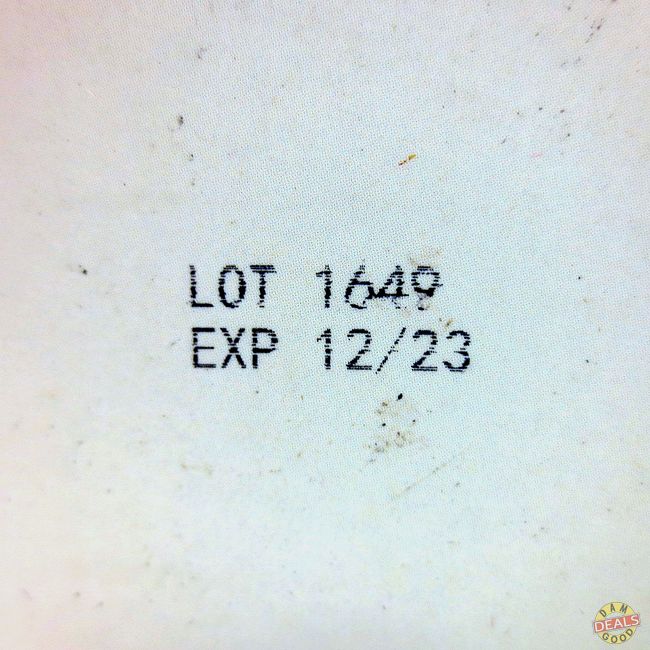 LOT 1649
EXP 12/23
DAM
DEALS
GOOD